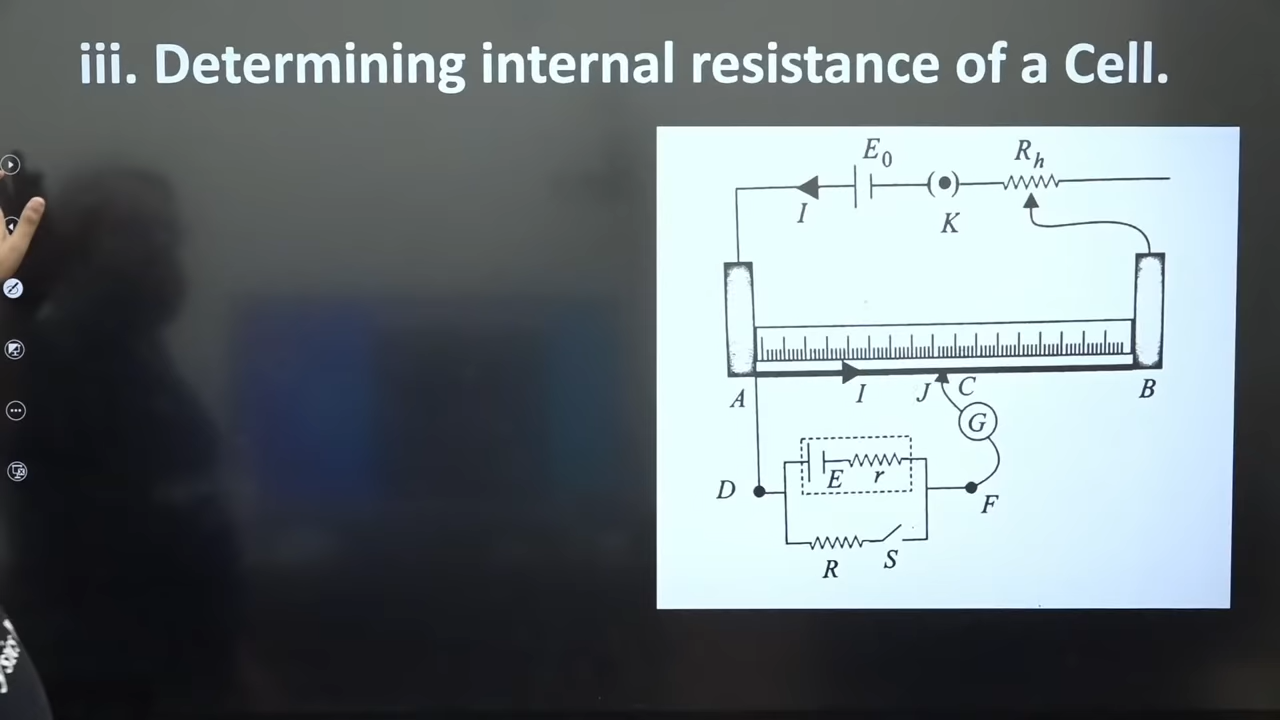 iii. Determining internal resistance of a Cell.
E0
Rh
I
K
A
I
J
C
B
G
D
E
r
F
R
S